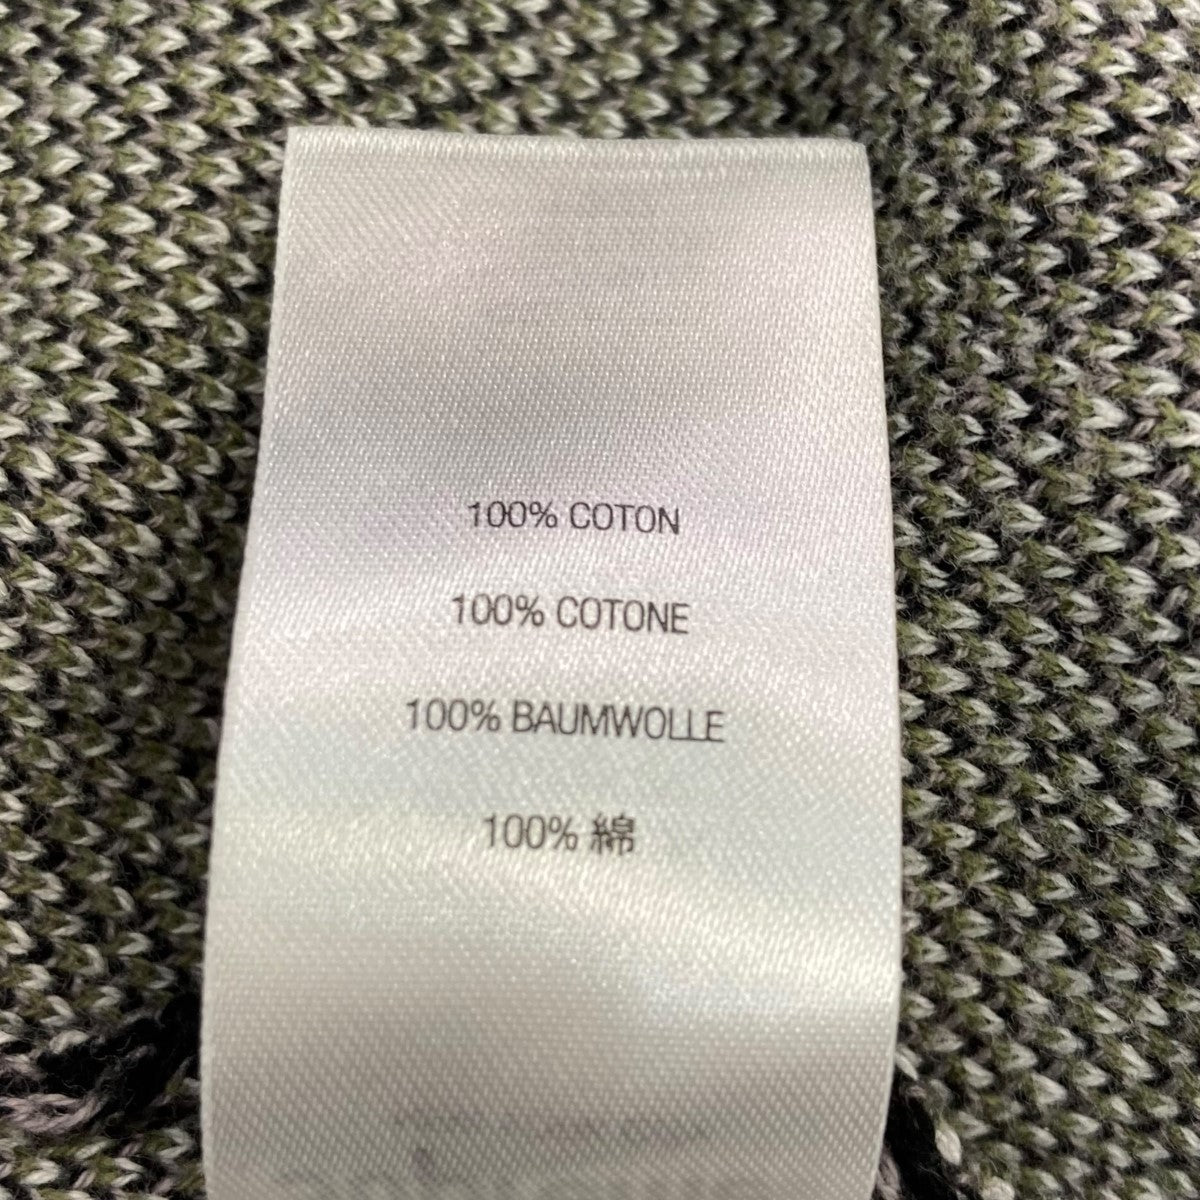 100% COTON
100% COTONE
100% BAUMWOLLE
100% 綿